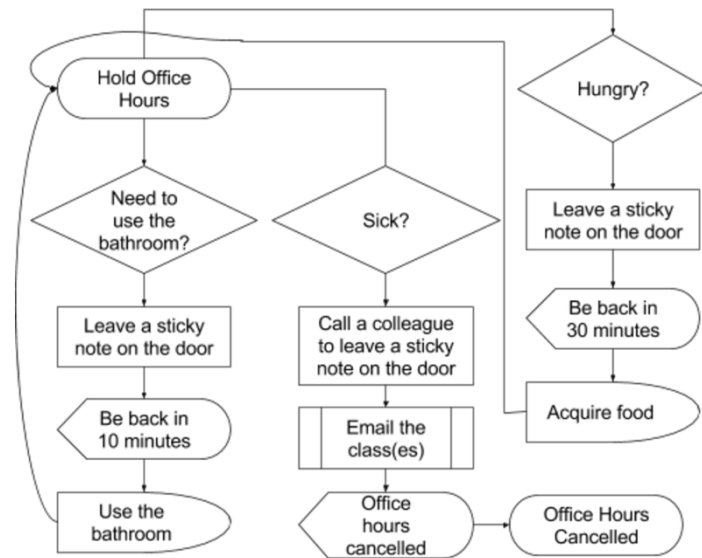 Hold Office
Hours
Hungry?
Need to
use the
bathroom?
Sick?
Leave a sticky
note on the door
Leave a sticky
note on the door
Call a colleague
to leave a sticky
note on the door
Be back in
30 minutes
Be back in
10 minutes
Email the
class(es)
Acquire food
Use the
bathroom
Office
hours
cancelled
Office Hours
Cancelled